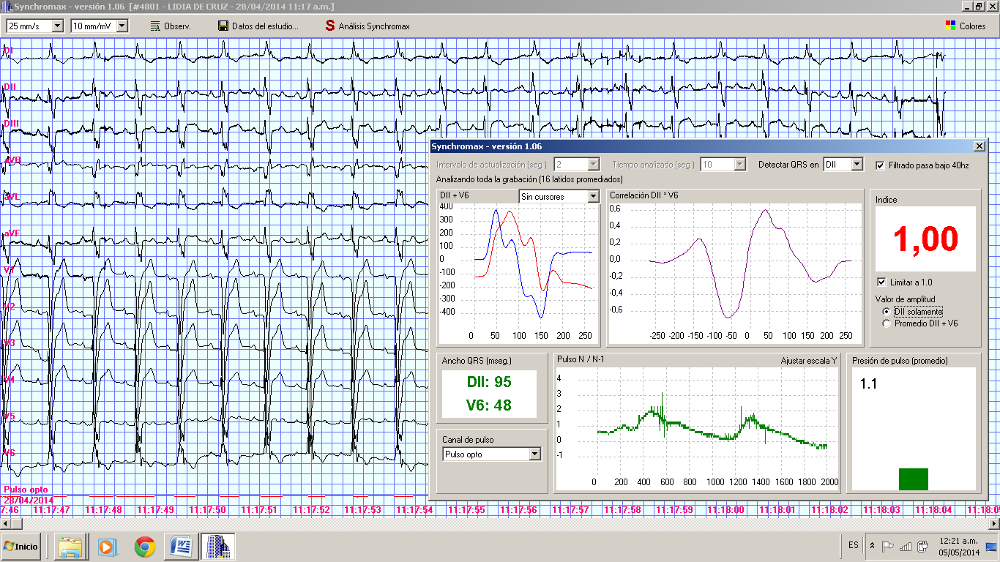 Synchromax - versión 1.06 [#4801 - LIDIA DE CRUZ - 28/04/2014 11:17 a.m.]
25 mm/s 10 mm/mV Observ. Datos del estudio... S Análisis Synchromax Colores
DI
DII
DIII
aVR
aVL
aVF
V1
V2
V3
V4
V5
V6
Pulso opto
28/04/2014
Synchromax - versión 1.06
Intervalo de actualización (seg.) 2 Tiempo analizado (seg.) 10 Detectar QRS en DII Filtrado pasa bajo 40hz
Analizando toda la grabación (16 latidos promediados)
DII + V6 Sin cursores
400
300
200
100
0
-100
-200
-300
-400
0 50 100 150 200 250
Correlación DII * V6
0,6
0,4
0,2
0,0
-0,2
-0,4
-0,6
-250 -200 -150 -100 -50 0 50 100 150 200 250
Indice
1,00
Limitar a 1.0
Valor de amplitud
DII solamente
Promedio DII + V6
Ancho QRS (mseg.)
DII: 95
V6: 48
Canal de pulso
Pulso opto
Pulso N / N-1 Ajustar escala Y
4
3
2
1
0
-1
0 200 400 600 800 1000 1200 1400 1600 1800 2000
Presión de pulso (promedio)
1.1
7:46 11:17:47 11:17:48 11:17:49 11:17:50 11:17:51 11:17:52 11:17:53 11:17:54 11:17:55 11:17:56 11:17:57 11:17:58 11:17:59 11:18:00 11:18:01 11:18:02 11:18:03 11:18:04 11:18:05
Inicio ES 12:21 a.m.
05/05/2014